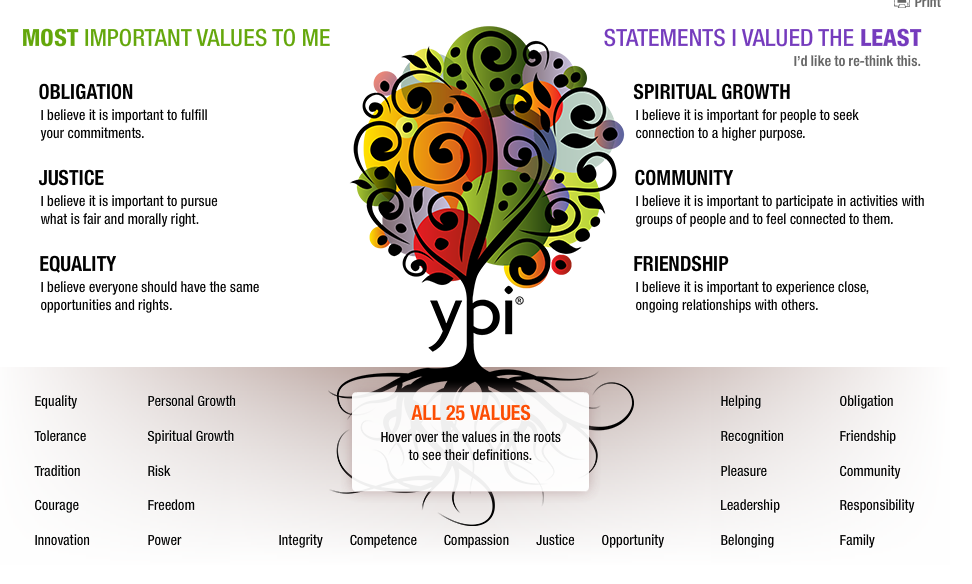 Print
MOST IMPORTANT VALUES TO ME
OBLIGATION
I believe it is important to fulfill
your commitments.
JUSTICE
I believe it is important to pursue
what is fair and morally right.
EQUALITY
I believe everyone should have the same
opportunities and rights.
STATEMENTS I VALUED THE LEAST
I'd like to re-think this.
SPIRITUAL GROWTH
I believe it is important for people to seek
connection to a higher purpose.
COMMUNITY
I believe it is important to participate in activities with
groups of people and to feel connected to them.
FRIENDSHIP
I believe it is important to experience close,
ongoing relationships with others.
ypi®
ALL 25 VALUES
Hover over the values in the roots
to see their definitions.
Equality Personal Growth Helping Obligation
Tolerance Spiritual Growth Recognition Friendship
Tradition Risk Pleasure Community
Courage Freedom Leadership Responsibility
Innovation Power Integrity Competence Compassion Justice Opportunity Belonging Family